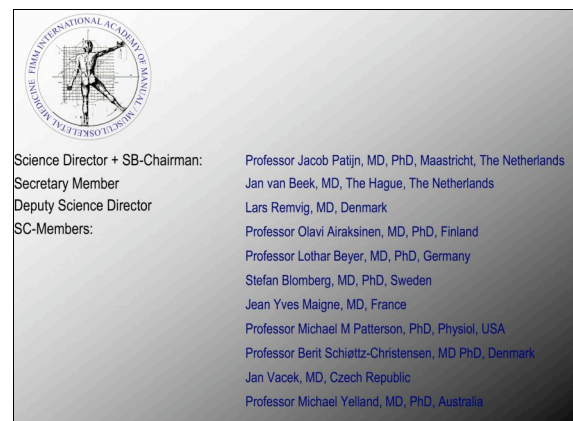 FIMM INTERNATIONAL ACADEMY OF MANUAL / MUSCULOSKELETAL MEDICINE
Science Director + SB-Chairman: Professor Jacob Patijn, MD, PhD, Maastricht, The Netherlands
Secretary Member Jan van Beek, MD, The Hague, The Netherlands
Deputy Science Director Lars Remvig, MD, Denmark
SC-Members: Professor Olavi Airaksinen, MD, PhD, Finland
Professor Lothar Beyer, MD, PhD, Germany
Stefan Blomberg, MD, PhD, Sweden
Jean Yves Maigne, MD, France
Professor Michael M Patterson, PhD, Physiol, USA
Professor Berit Schiøttz-Christensen, MD PhD, Denmark
Jan Vacek, MD, Czech Republic
Professor Michael Yelland, MD, PhD, Australia